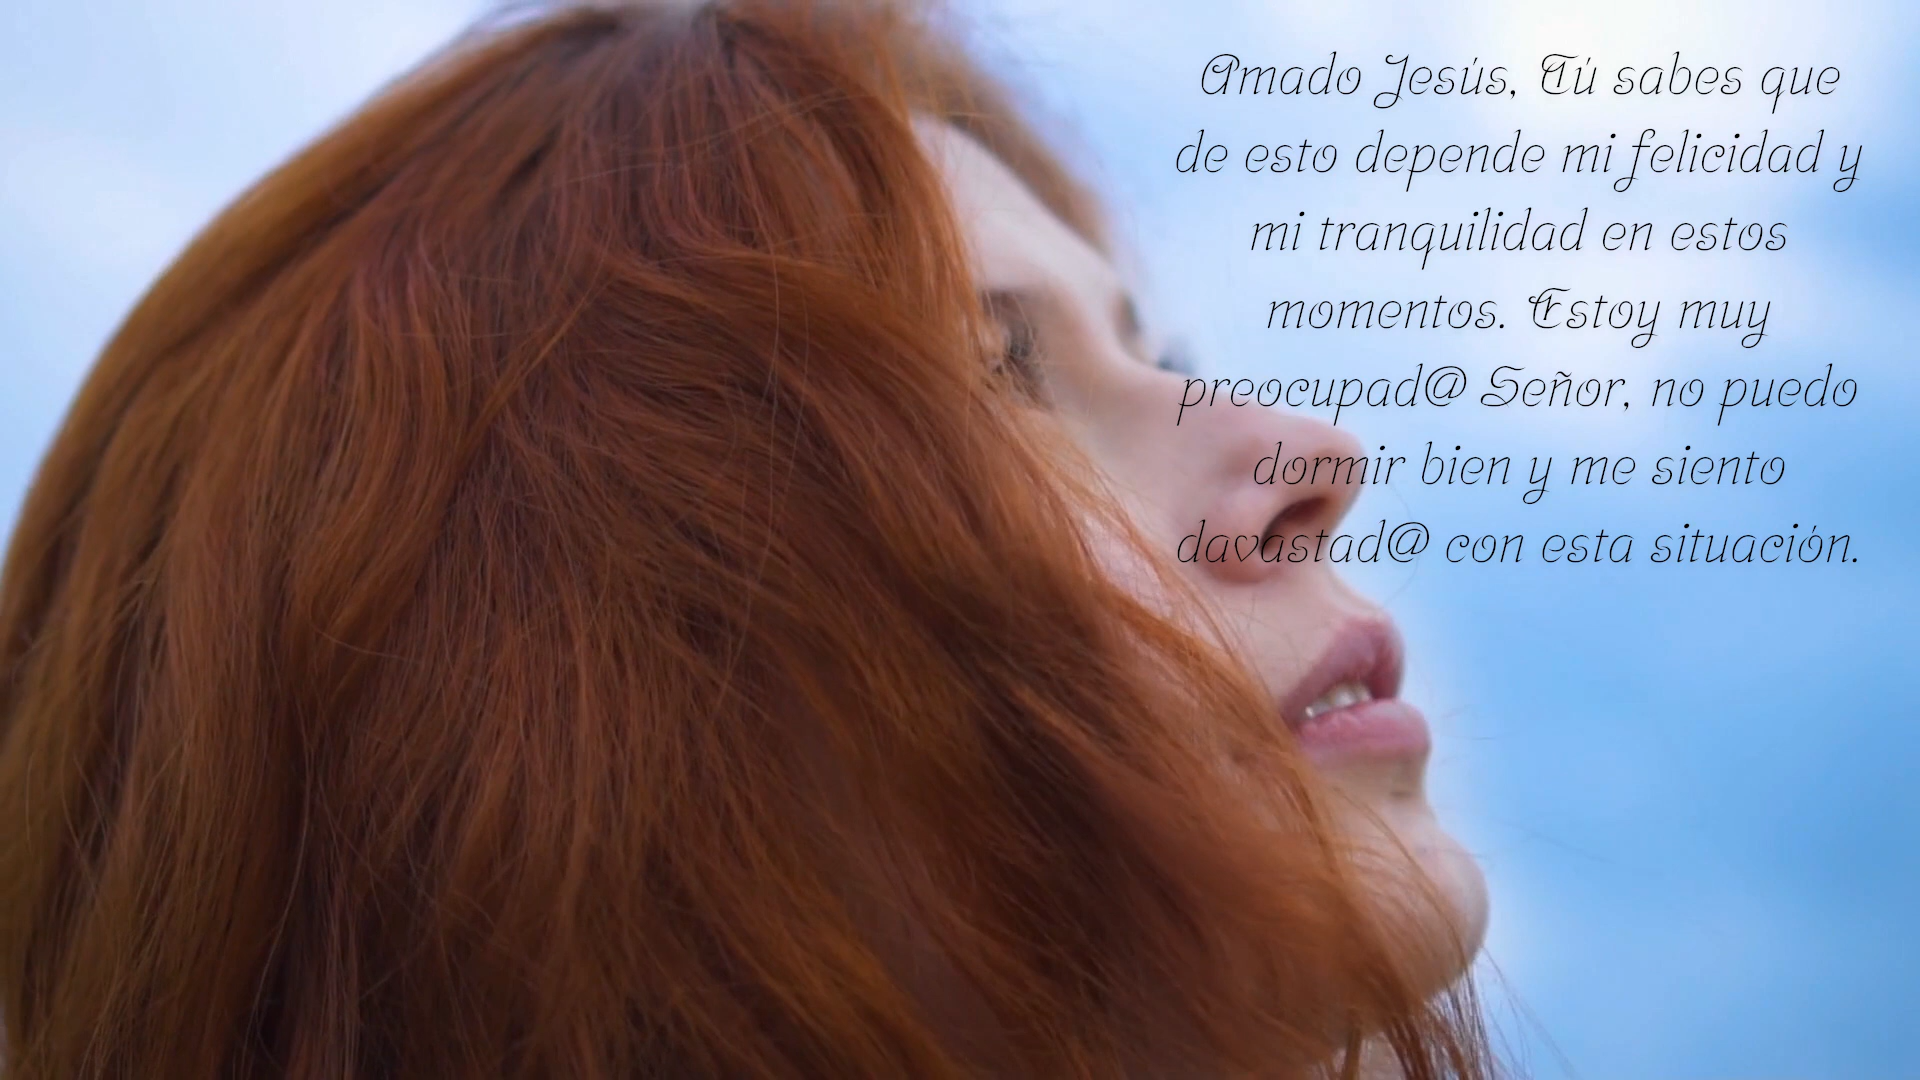 Amado Jesús, Tú sabes que
de esto depende mi felicidad y
mi tranquilidad en estos
momentos. Estoy muy
preocupad@ Señor, no puedo
dormir bien y me siento
davastad@ con esta situación.